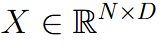 X ∈ ℝ^{N×D}